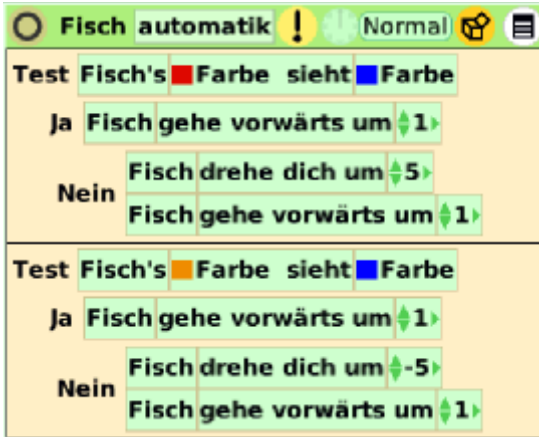 Fisch automatik ! Normal
Test Fisch's Farbe sieht Farbe
Ja Fisch gehe vorwärts um 1
Fisch drehe dich um 5
Nein
Fisch gehe vorwärts um 1
Test Fisch's Farbe sieht Farbe
Ja Fisch gehe vorwärts um 1
Fisch drehe dich um -5
Nein
Fisch gehe vorwärts um 1